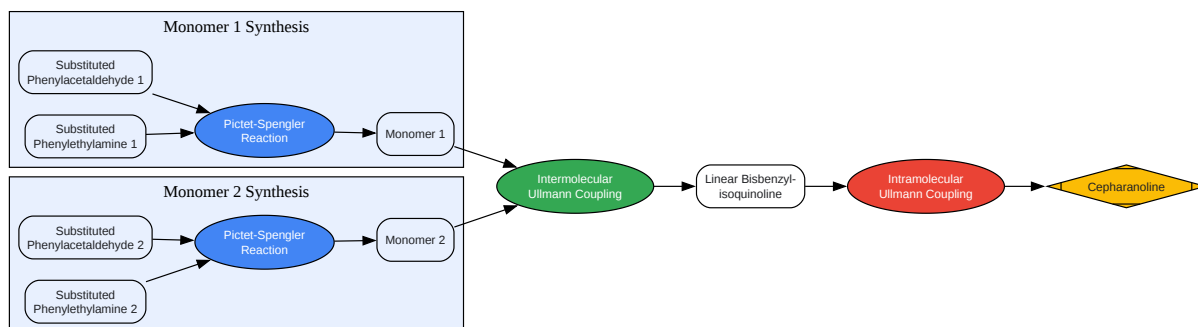 Monomer 1 Synthesis
Substituted
Phenylacetaldehyde 1
Substituted
Phenylethylamine 1
Pictet-Spengler
Reaction
Monomer 1
Monomer 2 Synthesis
Substituted
Phenylacetaldehyde 2
Substituted
Phenylethylamine 2
Pictet-Spengler
Reaction
Monomer 2
Intermolecular
Ullmann Coupling
Linear Bisbenzyl-
isoquinoline
Intramolecular
Ullmann Coupling
Cepharanoline